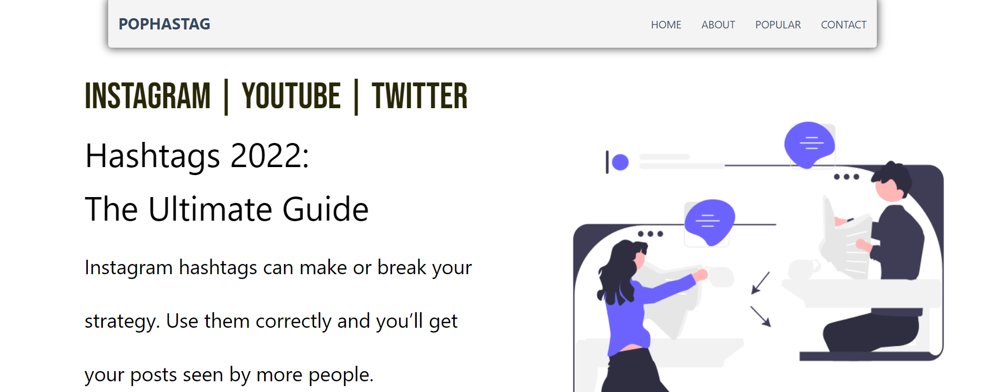 POPHASTAG
HOME ABOUT POPULAR CONTACT
INSTAGRAM | YOUTUBE | TWITTER
Hashtags 2022:
The Ultimate Guide
Instagram hashtags can make or break your
strategy. Use them correctly and you’ll get
your posts seen by more people.